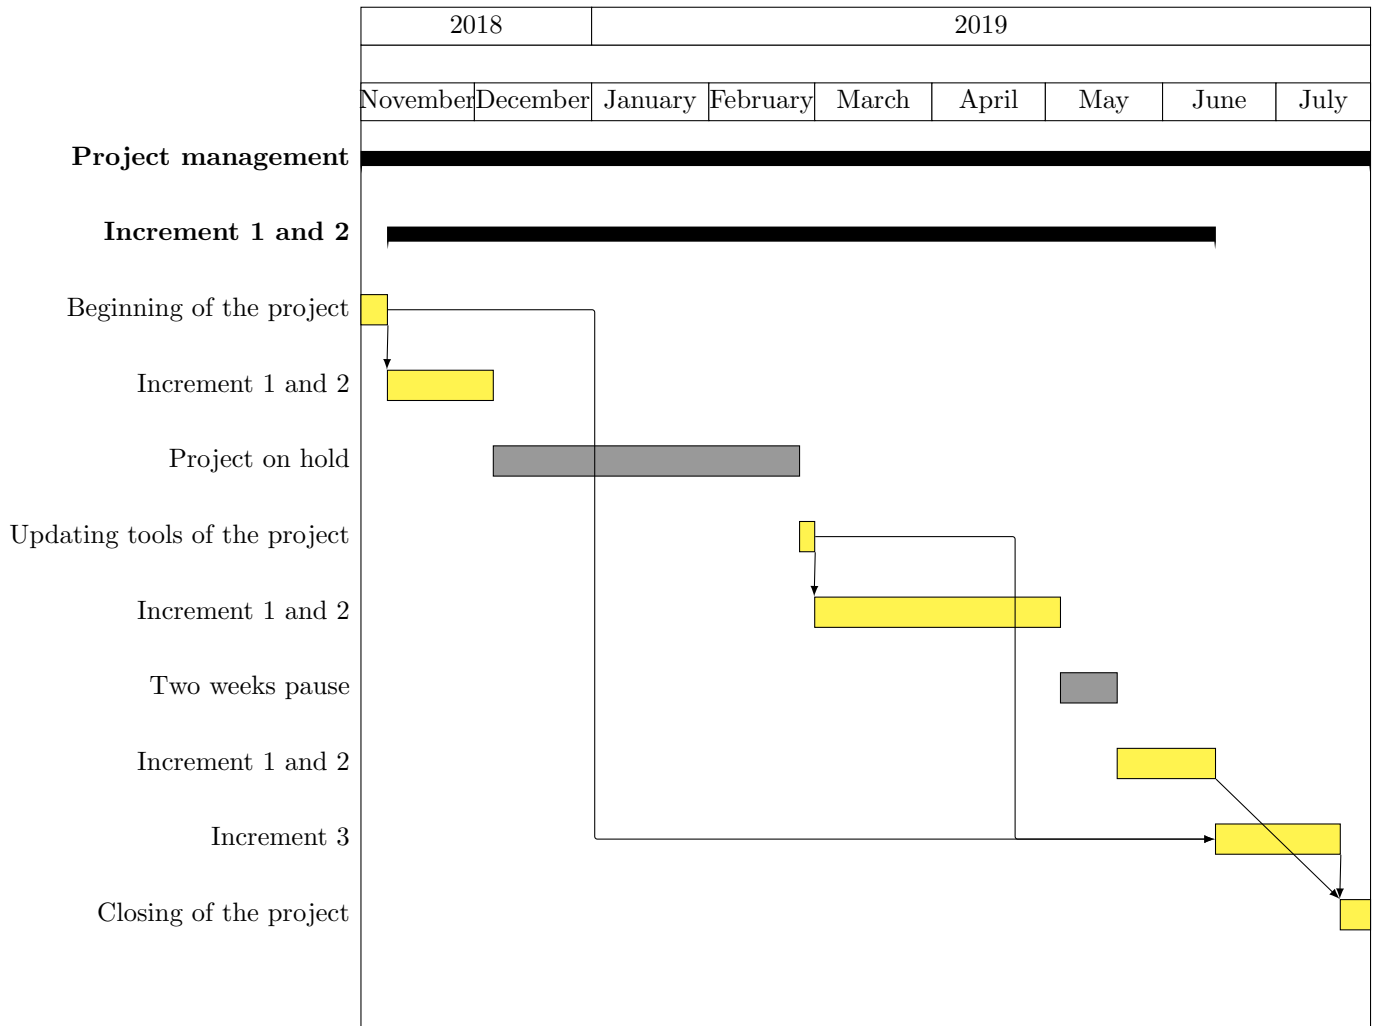 2018 2019
November December January February March April May June July
Project management
Increment 1 and 2
Beginning of the project
Increment 1 and 2
Project on hold
Updating tools of the project
Increment 1 and 2
Two weeks pause
Increment 1 and 2
Increment 3
Closing of the project